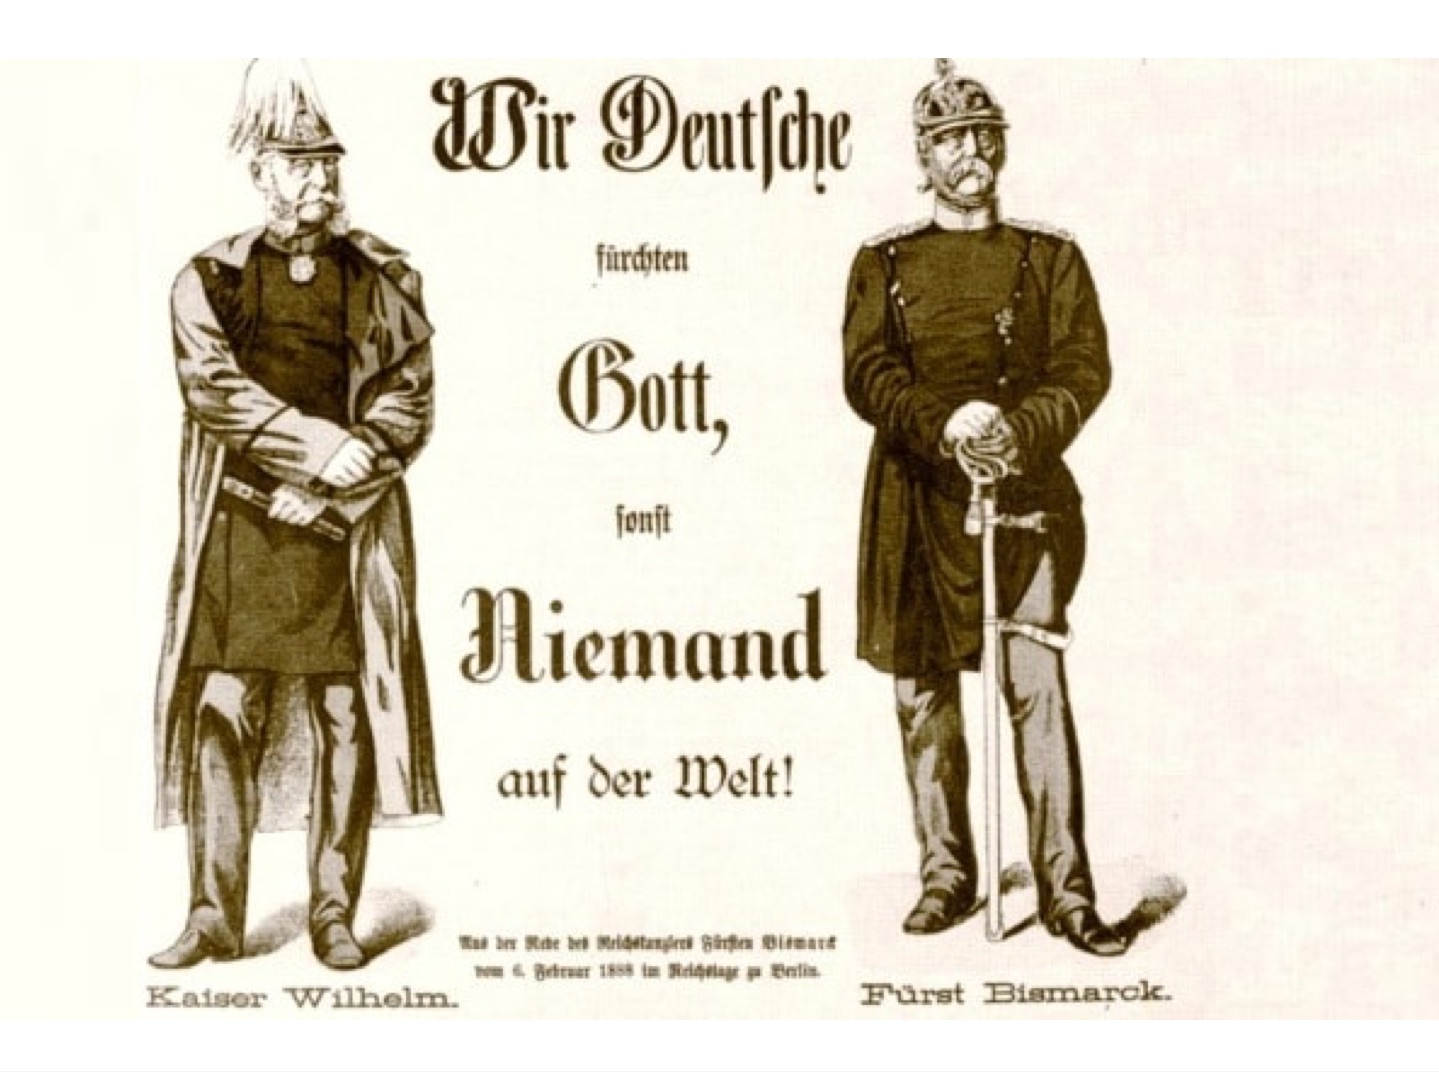 Wir Deutſche
fürchten
Gott,
ſonſt
Niemand
auf der Welt!
Aus der Rede des Reichskanzlers Fürſten Bismarck
vom 6. Februar 1888 im Reichstage zu Berlin.
Kaiser Wilhelm.
Fürst Bismarck.